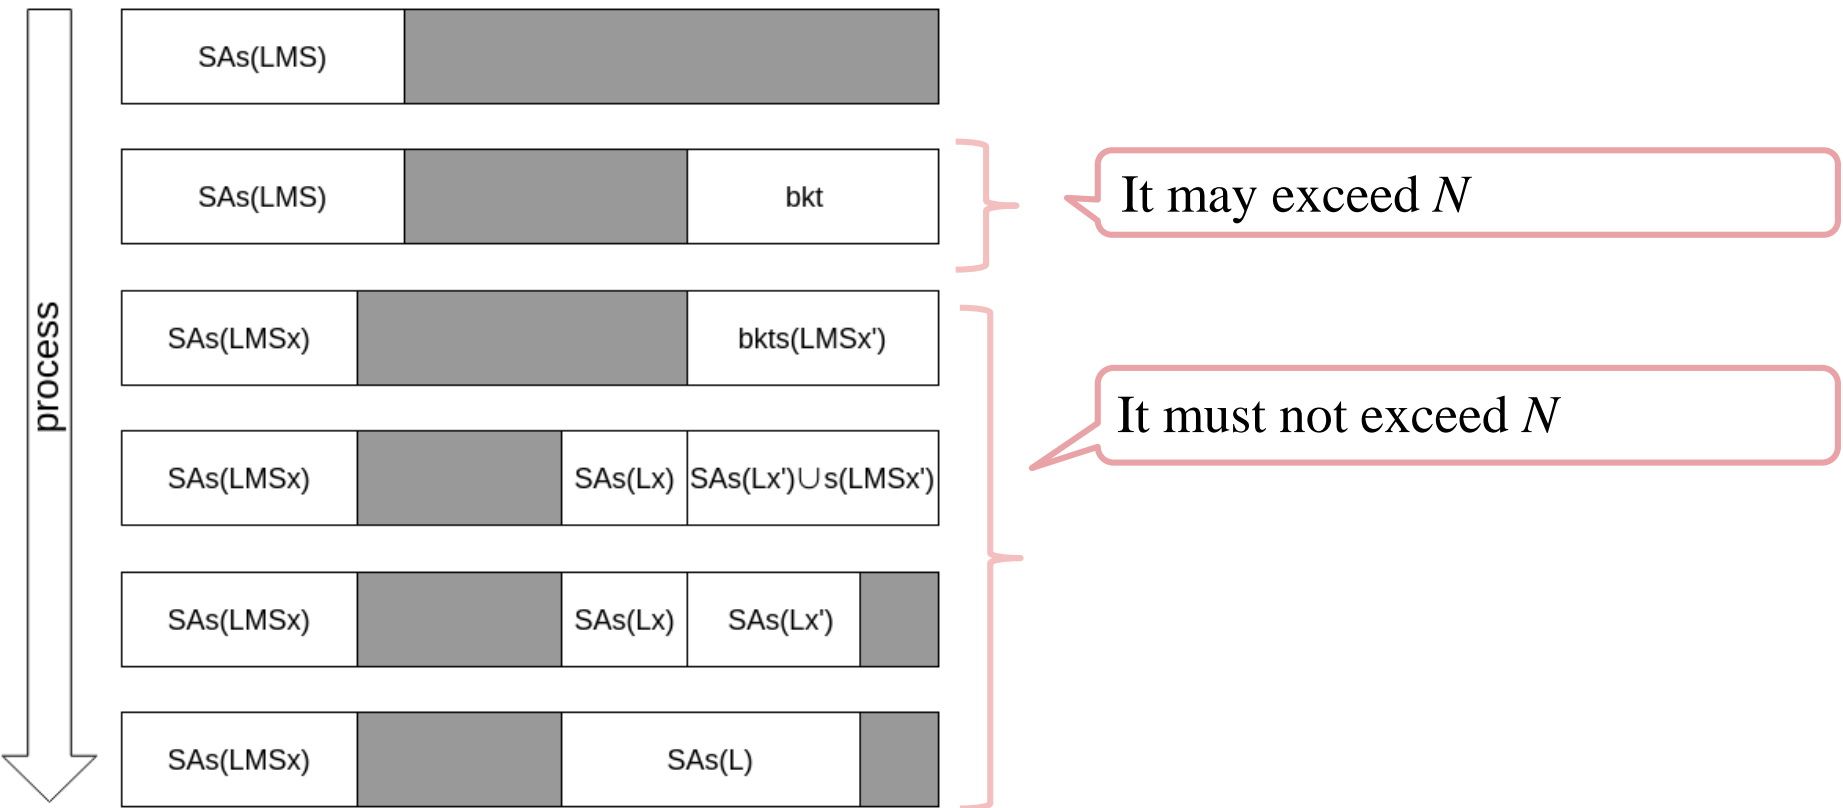 SAs(LMS)
SAs(LMS) bkt
It may exceed N
process
SAs(LMSx) bkts(LMSx')
SAs(LMSx) SAs(Lx) SAs(Lx')∪s(LMSx')
It must not exceed N
SAs(LMSx) SAs(Lx) SAs(Lx')
SAs(LMSx) SAs(L)